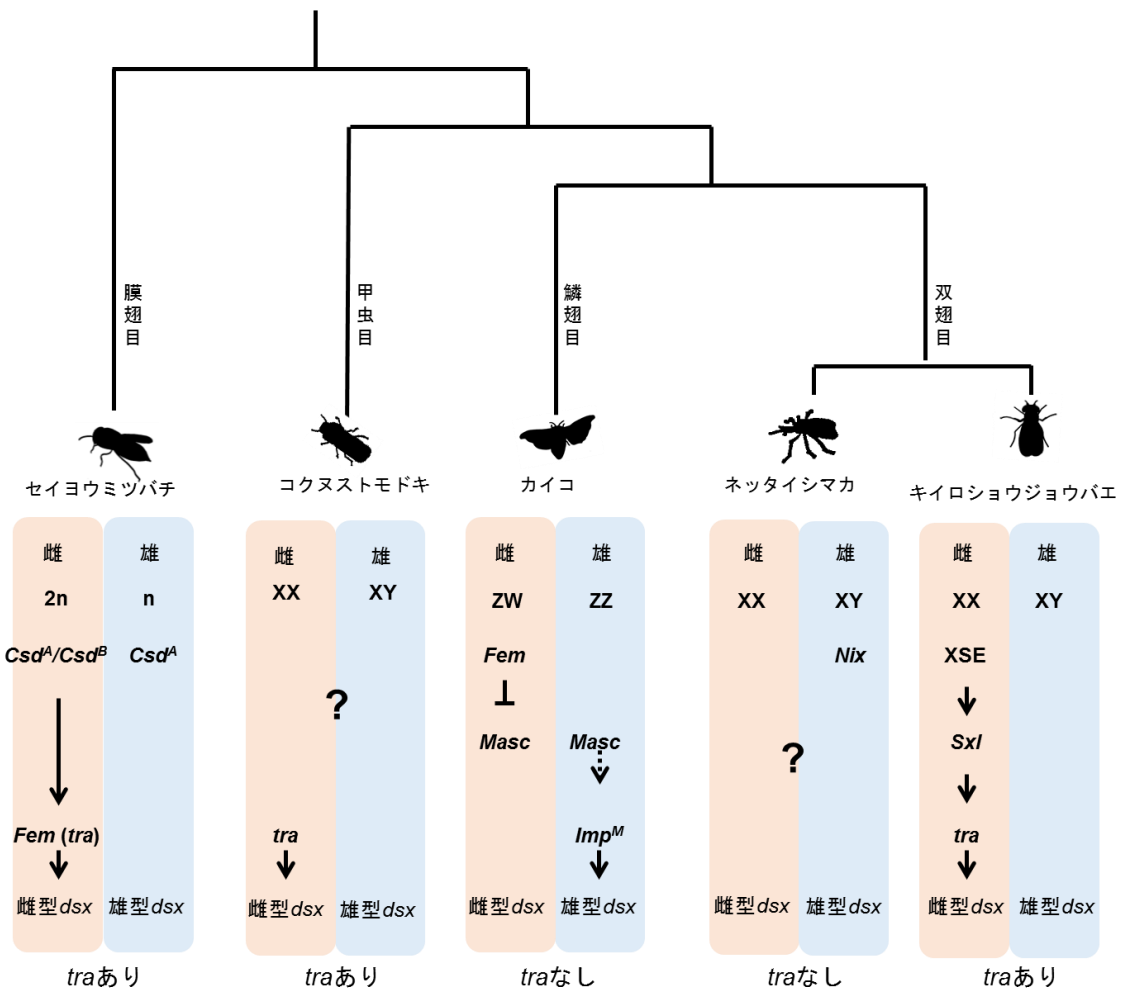 膜翅目
甲虫目
鱗翅目
双翅目
セイヨウミツバチ
コクヌストモドキ
カイコ
ネッタイシマカ
キイロショウジョウバエ
雌 雄
2n n
Csdᴬ/Csdᴮ Csdᴬ
Fem (tra)
雌型dsx 雄型dsx
traあり
雌 雄
XX XY
?
tra
雌型dsx 雄型dsx
traあり
雌 雄
ZW ZZ
Fem
Masc Masc
Impᴹ
雌型dsx 雄型dsx
traなし
雌 雄
XX XY
Nix
?
雌型dsx 雄型dsx
traなし
雌 雄
XX XY
XSE
Sxl
tra
雌型dsx 雄型dsx
traあり